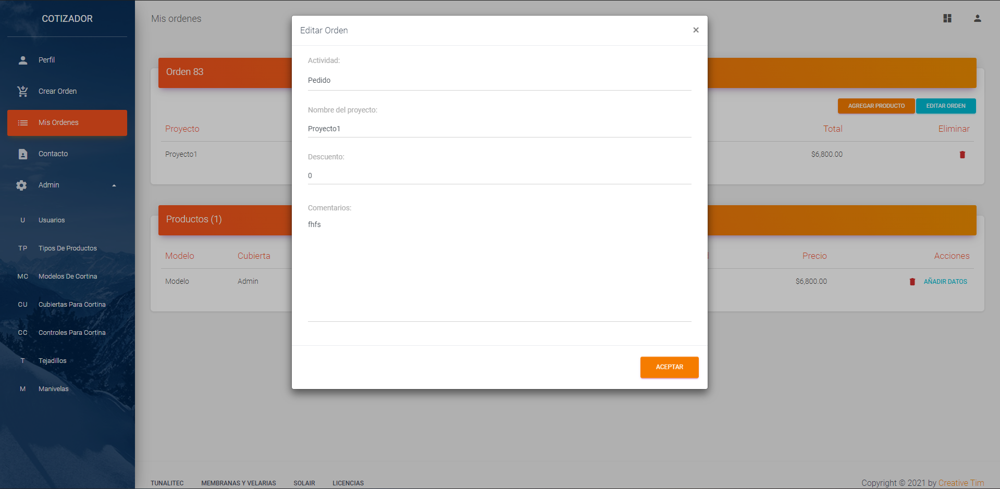 COTIZADOR
Perfil
Crear Orden
Mis Ordenes
Contacto
Admin
U Usuarios
TP Tipos De Productos
MC Modelos De Cortina
CU Cubiertas Para Cortina
CC Controles Para Cortina
T Tejadillos
M Manivelas
Mis ordenes
Orden 83
AGREGAR PRODUCTO EDITAR ORDEN
Proyecto Total Eliminar
Proyecto1 $6,800.00
Productos (1)
Modelo Cubierta Precio Acciones
Modelo Admin $6,800.00 AÑADIR DATOS
Editar Orden ×
Actividad:
Pedido
Nombre del proyecto:
Proyecto1
Descuento:
0
Comentarios:
fhfs
ACEPTAR
TUNALITEC MEMBRANAS Y VELARIAS SOLAIR LICENCIAS
Copyright © 2021 by Creative Tim